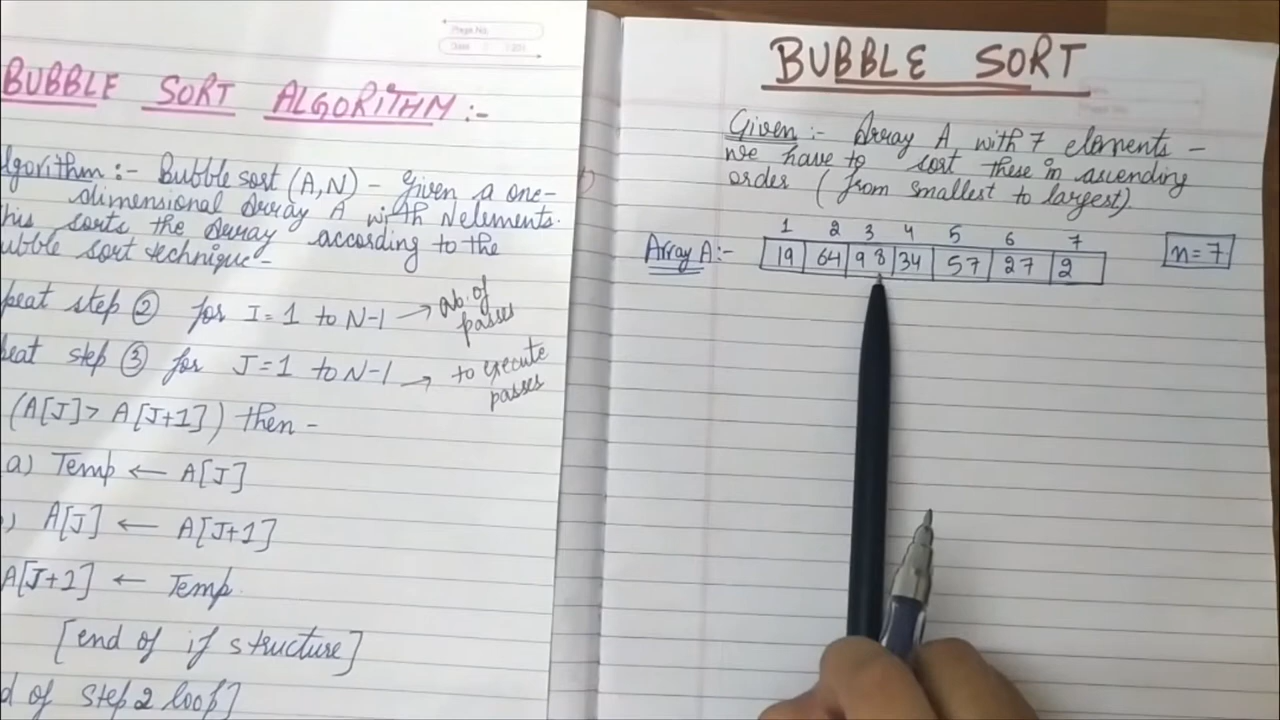 Page No.
Date
BUBBLE SORT ALGORITHM:-
lgorithm:- Bubble sort (A,N) - Given a one-
dimensional Array A with N elements.
his sorts the Array according to the
ubble sort technique-
peat step ② for I=1 to N-1 → no. of
passes
peat step ③ for J=1 to N-1 → to execute
passes
(A[J]> A[J+1]) then-
a) Temp ← A[J]
) A[J] ← A[J+1]
A[J+1] ← Temp.
[end of if structure]
d of step 2 loop]
BUBBLE SORT
Given:- Array A with 7 elements -
we have to sort these in ascending
order (from smallest to largest)
1 2 3 4 5 6 7
Array A:- 19 64 98 34 57 27 2 n=7